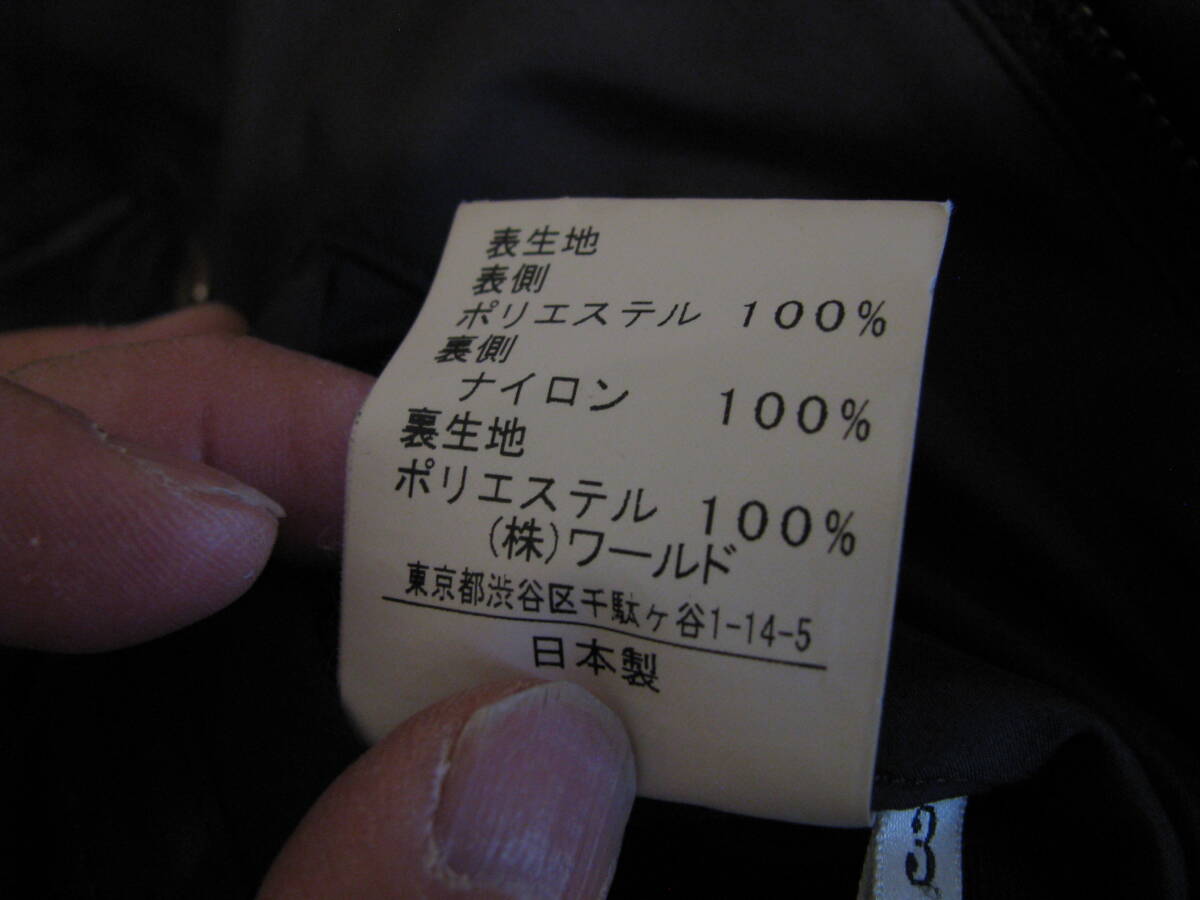 表生地
表側
ポリエステル 100%
裏側
ナイロン 100%
裏生地
ポリエステル 100%
(株)ワールド
東京都渋谷区千駄ヶ谷1-14-5
日本製
3